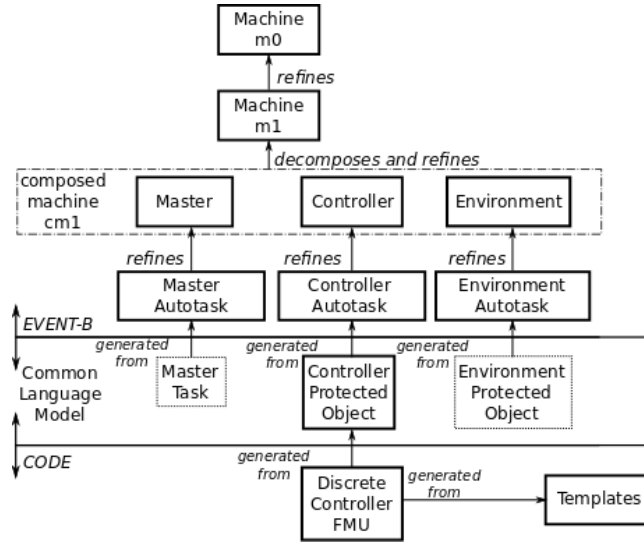 Machine
m0
refines
Machine
m1
decomposes and refines
composed
machine
cm1
Master
Controller
Environment
refines
refines
refines
Master
Autotask
Controller
Autotask
Environment
Autotask
EVENT-B
generated
from
generated
from
generated
from
Common
Language
Model
Master
Task
Controller
Protected
Object
Environment
Protected
Object
CODE
generated
from
Discrete
Controller
FMU
generated
from
Templates